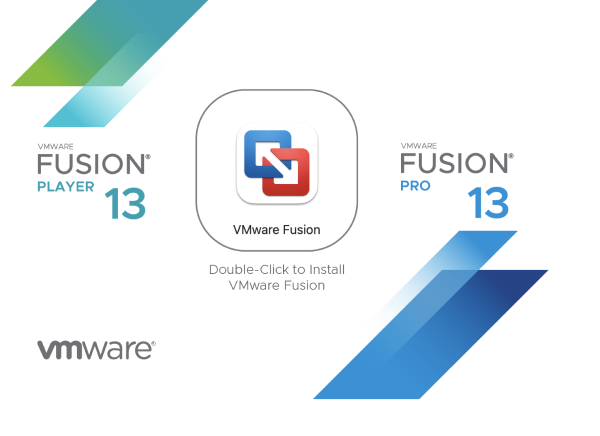 VMWARE
FUSION®
PLAYER 13
VMware Fusion
Double-Click to Install
VMware Fusion
VMWARE
FUSION®
PRO 13
vmware®